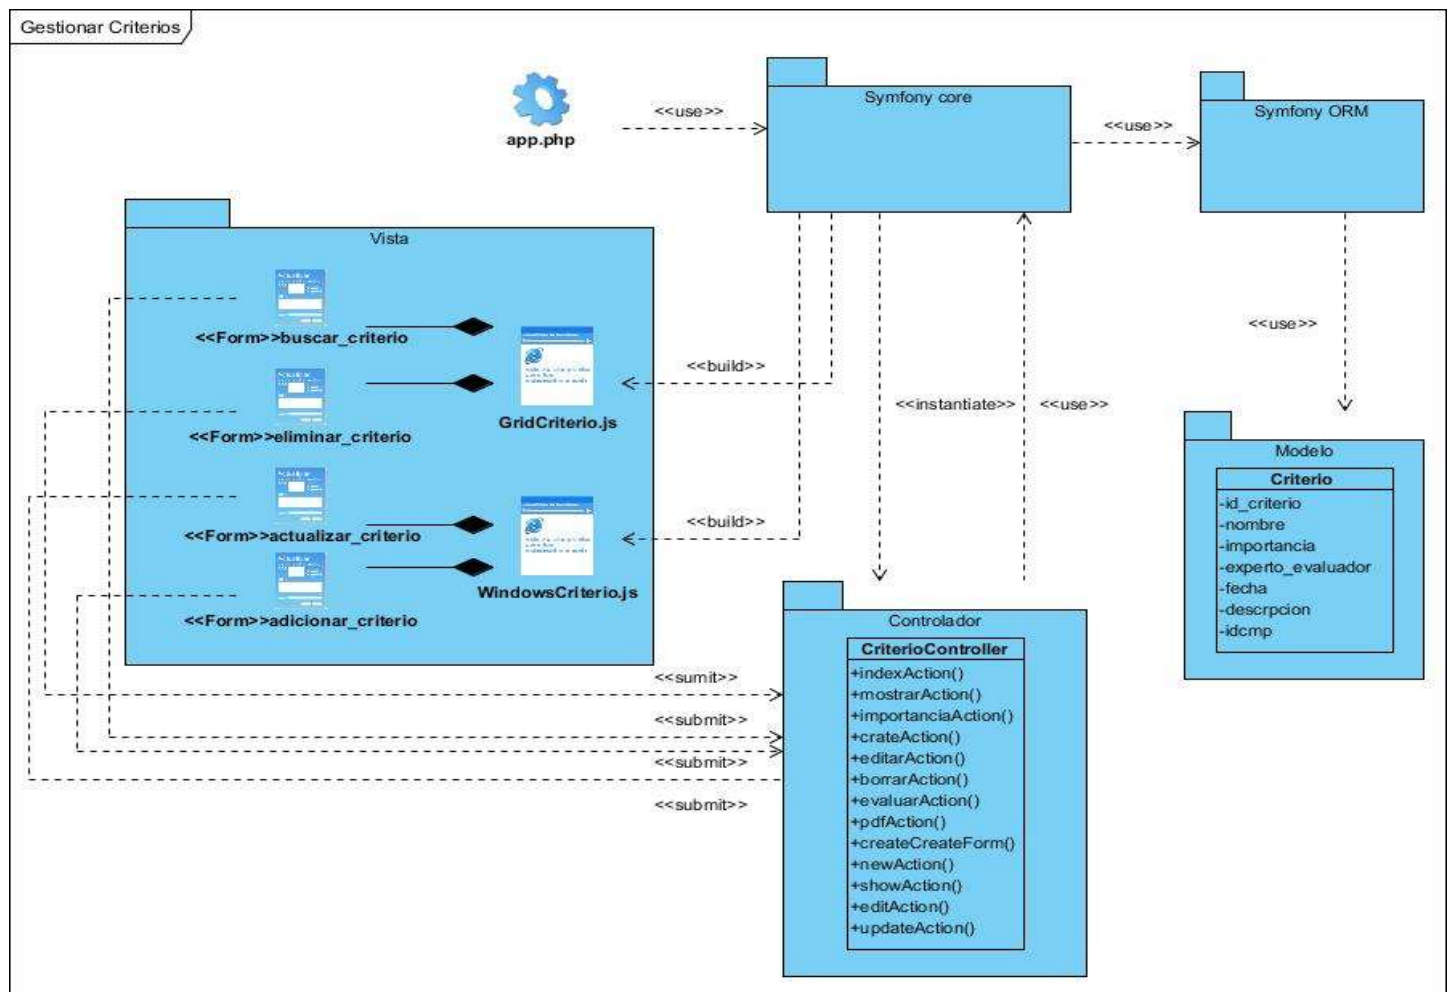 Gestionar Criterios
app.php
<<use>>
Symfony core
<<use>>
Symfony ORM
<<use>>
Vista
<<Form>>buscar_criterio
<<Form>>eliminar_criterio
<<Form>>actualizar_criterio
<<Form>>adicionar_criterio
GridCriterio.js
WindowsCriterio.js
<<build>>
<<build>>
<<instantiate>>
<<use>>
Modelo
Criterio
-id_criterio
-nombre
-importancia
-experto_evaluador
-fecha
-descrpcion
-idcmp
<<sumit>>
<<submit>>
<<submit>>
<<submit>>
Controlador
CriterioController
+indexAction()
+mostrarAction()
+importanciaAction()
+crateAction()
+editarAction()
+borrarAction()
+evaluarAction()
+pdfAction()
+createCreateForm()
+newAction()
+showAction()
+editAction()
+updateAction()